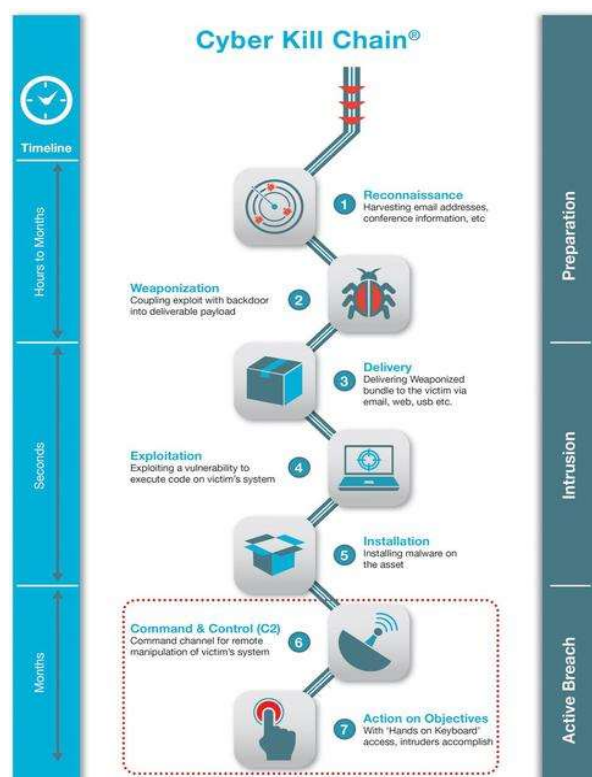 Cyber Kill Chain®
Timeline
Hours to Months
Preparation
1
Reconnaissance
Harvesting email addresses,
conference information, etc
Weaponization
Coupling exploit with backdoor
into deliverable payload
2
Seconds
Intrusion
3
Delivery
Delivering Weaponized
bundle to the victim via
email, web, usb etc.
Exploitation
Exploiting a vulnerability to
execute code on victim's system
4
5
Installation
Installing malware on
the asset
Months
Active Breach
Command & Control (C2)
Command channel for remote
manipulation of victim's system
6
7
Action on Objectives
With 'Hands on Keyboard'
access, intruders accomplish